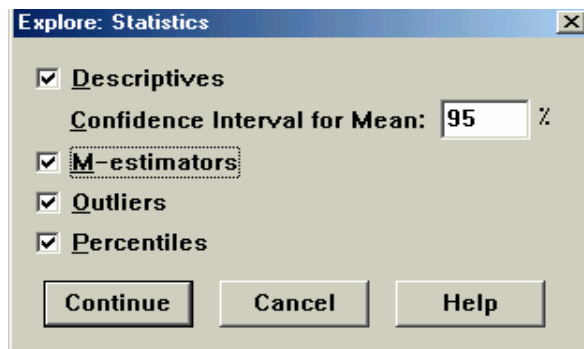 Explore: Statistics
Descriptives
Confidence Interval for Mean: 95 %
M-estimators
Outliers
Percentiles
Continue Cancel Help